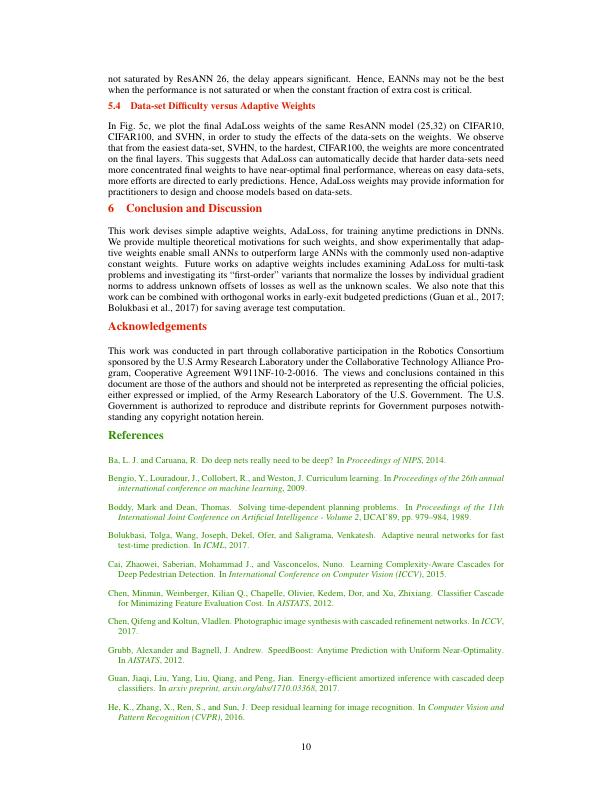 not saturated by ResANN 26, the delay appears significant. Hence, EANNs may not be the best
when the performance is not saturated or when the constant fraction of extra cost is critical.
5.4 Data-set Difficulty versus Adaptive Weights
In Fig. 5c, we plot the final AdaLoss weights of the same ResANN model (25,32) on CIFAR10,
CIFAR100, and SVHN, in order to study the effects of the data-sets on the weights. We observe
that from the easiest data-set, SVHN, to the hardest, CIFAR100, the weights are more concentrated
on the final layers. This suggests that AdaLoss can automatically decide that harder data-sets need
more concentrated final weights to have near-optimal final performance, whereas on easy data-sets,
more efforts are directed to early predictions. Hence, AdaLoss weights may provide information for
practitioners to design and choose models based on data-sets.
6 Conclusion and Discussion
This work devises simple adaptive weights, AdaLoss, for training anytime predictions in DNNs.
We provide multiple theoretical motivations for such weights, and show experimentally that adap-
tive weights enable small ANNs to outperform large ANNs with the commonly used non-adaptive
constant weights. Future works on adaptive weights includes examining AdaLoss for multi-task
problems and investigating its “first-order” variants that normalize the losses by individual gradient
norms to address unknown offsets of losses as well as the unknown scales. We also note that this
work can be combined with orthogonal works in early-exit budgeted predictions (Guan et al., 2017;
Bolukbasi et al., 2017) for saving average test computation.
Acknowledgements
This work was conducted in part through collaborative participation in the Robotics Consortium
sponsored by the U.S Army Research Laboratory under the Collaborative Technology Alliance Pro-
gram, Cooperative Agreement W911NF-10-2-0016. The views and conclusions contained in this
document are those of the authors and should not be interpreted as representing the official policies,
either expressed or implied, of the Army Research Laboratory of the U.S. Government. The U.S.
Government is authorized to reproduce and distribute reprints for Government purposes notwith-
standing any copyright notation herein.
References
Ba, L. J. and Caruana, R. Do deep nets really need to be deep? In Proceedings of NIPS, 2014.
Bengio, Y., Louradour, J., Collobert, R., and Weston, J. Curriculum learning. In Proceedings of the 26th annual
international conference on machine learning, 2009.
Boddy, Mark and Dean, Thomas. Solving time-dependent planning problems. In Proceedings of the 11th
International Joint Conference on Artificial Intelligence - Volume 2, IJCAI'89, pp. 979–984, 1989.
Bolukbasi, Tolga, Wang, Joseph, Dekel, Ofer, and Saligrama, Venkatesh. Adaptive neural networks for fast
test-time prediction. In ICML, 2017.
Cai, Zhaowei, Saberian, Mohammad J., and Vasconcelos, Nuno. Learning Complexity-Aware Cascades for
Deep Pedestrian Detection. In International Conference on Computer Vision (ICCV), 2015.
Chen, Minmin, Weinberger, Kilian Q., Chapelle, Olivier, Kedem, Dor, and Xu, Zhixiang. Classifier Cascade
for Minimizing Feature Evaluation Cost. In AISTATS, 2012.
Chen, Qifeng and Koltun, Vladlen. Photographic image synthesis with cascaded refinement networks. In ICCV,
2017.
Grubb, Alexander and Bagnell, J. Andrew. SpeedBoost: Anytime Prediction with Uniform Near-Optimality.
In AISTATS, 2012.
Guan, Jiaqi, Liu, Yang, Liu, Qiang, and Peng, Jian. Energy-efficient amortized inference with cascaded deep
classifiers. In arxiv preprint, arxiv.org/abs/1710.03368, 2017.
He, K., Zhang, X., Ren, S., and Sun, J. Deep residual learning for image recognition. In Computer Vision and
Pattern Recognition (CVPR), 2016.
10